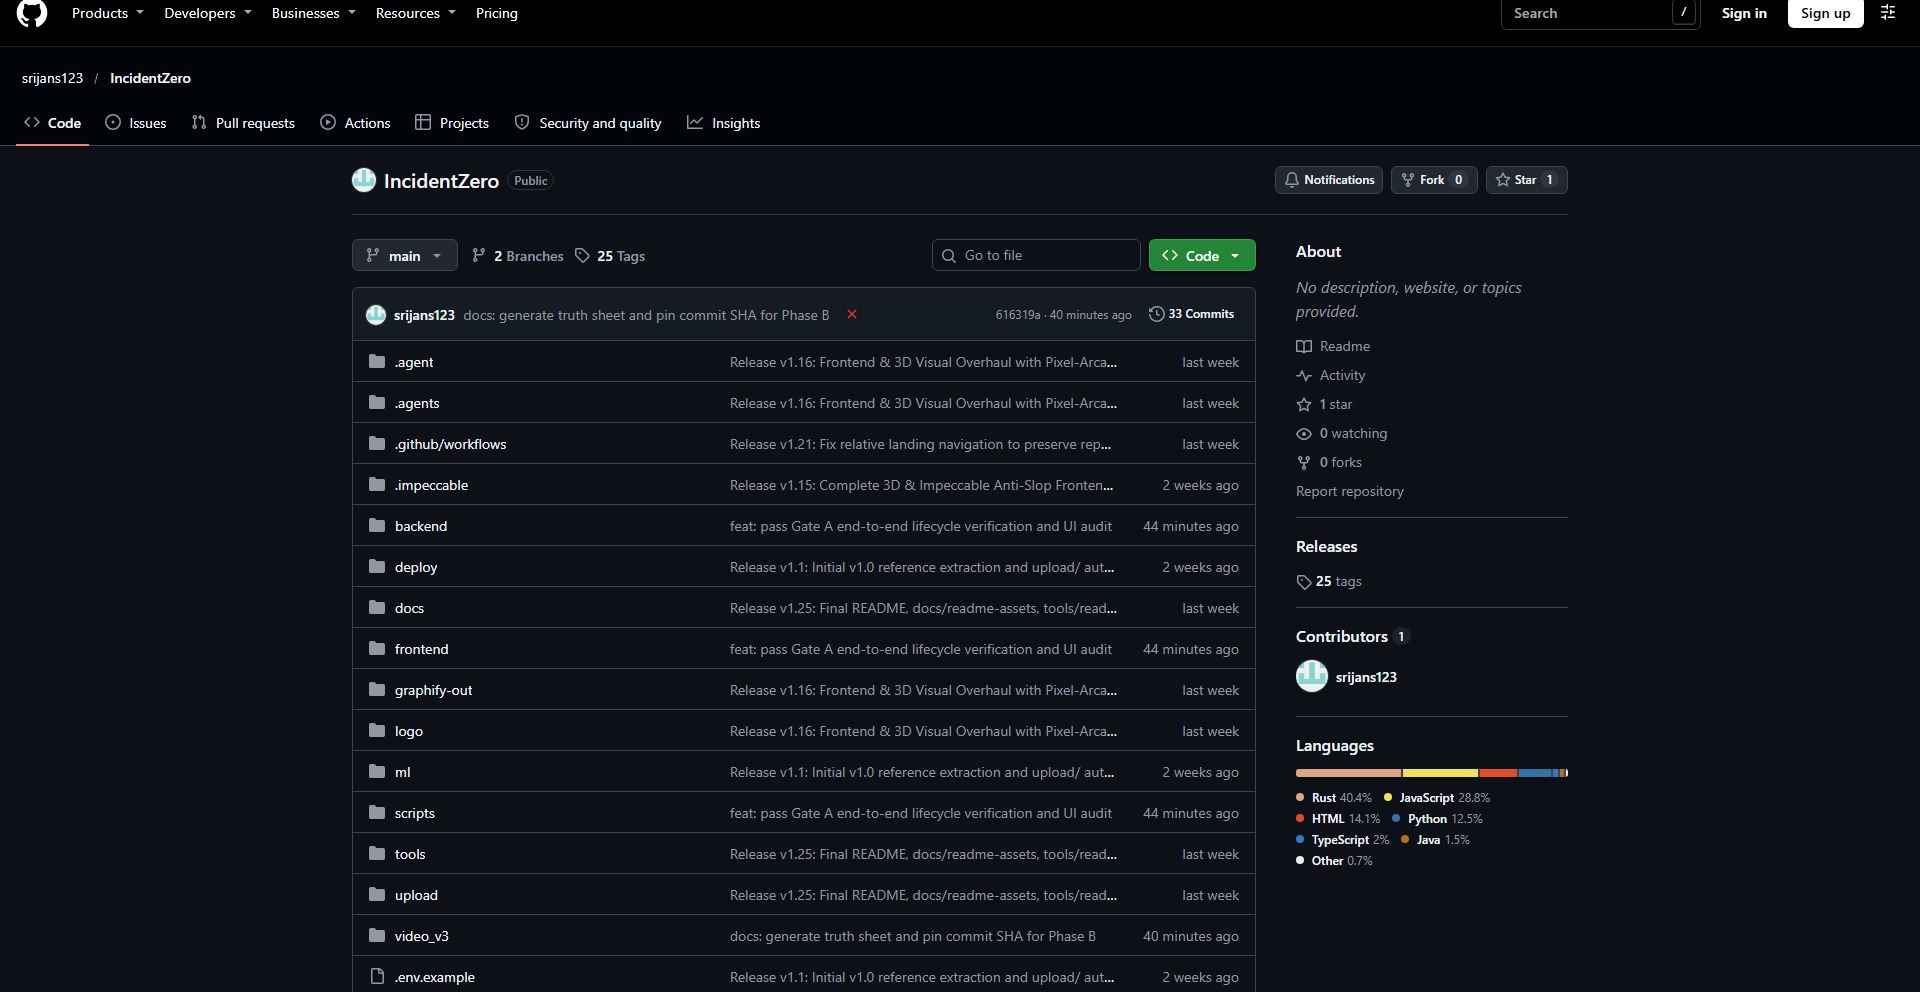 Products Developers Businesses Resources Pricing Search / Sign in Sign up
srijans123 / IncidentZero
Code Issues Pull requests Actions Projects Security and quality Insights
IncidentZero Public Notifications Fork 0 Star 1
main 2 Branches 25 Tags Go to file Code
srijans123 docs: generate truth sheet and pin commit SHA for Phase B 616319a · 40 minutes ago 33 Commits
.agent Release v1.16: Frontend & 3D Visual Overhaul with Pixel-Arca... last week
.agents Release v1.16: Frontend & 3D Visual Overhaul with Pixel-Arca... last week
.github/workflows Release v1.21: Fix relative landing navigation to preserve rep... last week
.impeccable Release v1.15: Complete 3D & Impeccable Anti-Slop Fronten... 2 weeks ago
backend feat: pass Gate A end-to-end lifecycle verification and UI audit 44 minutes ago
deploy Release v1.1: Initial v1.0 reference extraction and upload/ aut... 2 weeks ago
docs Release v1.25: Final README, docs/readme-assets, tools/read... last week
frontend feat: pass Gate A end-to-end lifecycle verification and UI audit 44 minutes ago
graphify-out Release v1.16: Frontend & 3D Visual Overhaul with Pixel-Arca... last week
logo Release v1.16: Frontend & 3D Visual Overhaul with Pixel-Arca... last week
ml Release v1.1: Initial v1.0 reference extraction and upload/ aut... 2 weeks ago
scripts feat: pass Gate A end-to-end lifecycle verification and UI audit 44 minutes ago
tools Release v1.25: Final README, docs/readme-assets, tools/read... last week
upload Release v1.25: Final README, docs/readme-assets, tools/read... last week
video_v3 docs: generate truth sheet and pin commit SHA for Phase B 40 minutes ago
.env.example Release v1.1: Initial v1.0 reference extraction and upload/ aut... 2 weeks ago
About
No description, website, or topics
provided.
Readme
Activity
1 star
0 watching
0 forks
Report repository
Releases
25 tags
Contributors 1
srijans123
Languages
Rust 40.4% JavaScript 28.8%
HTML 14.1% Python 12.5%
TypeScript 2% Java 1.5%
Other 0.7%